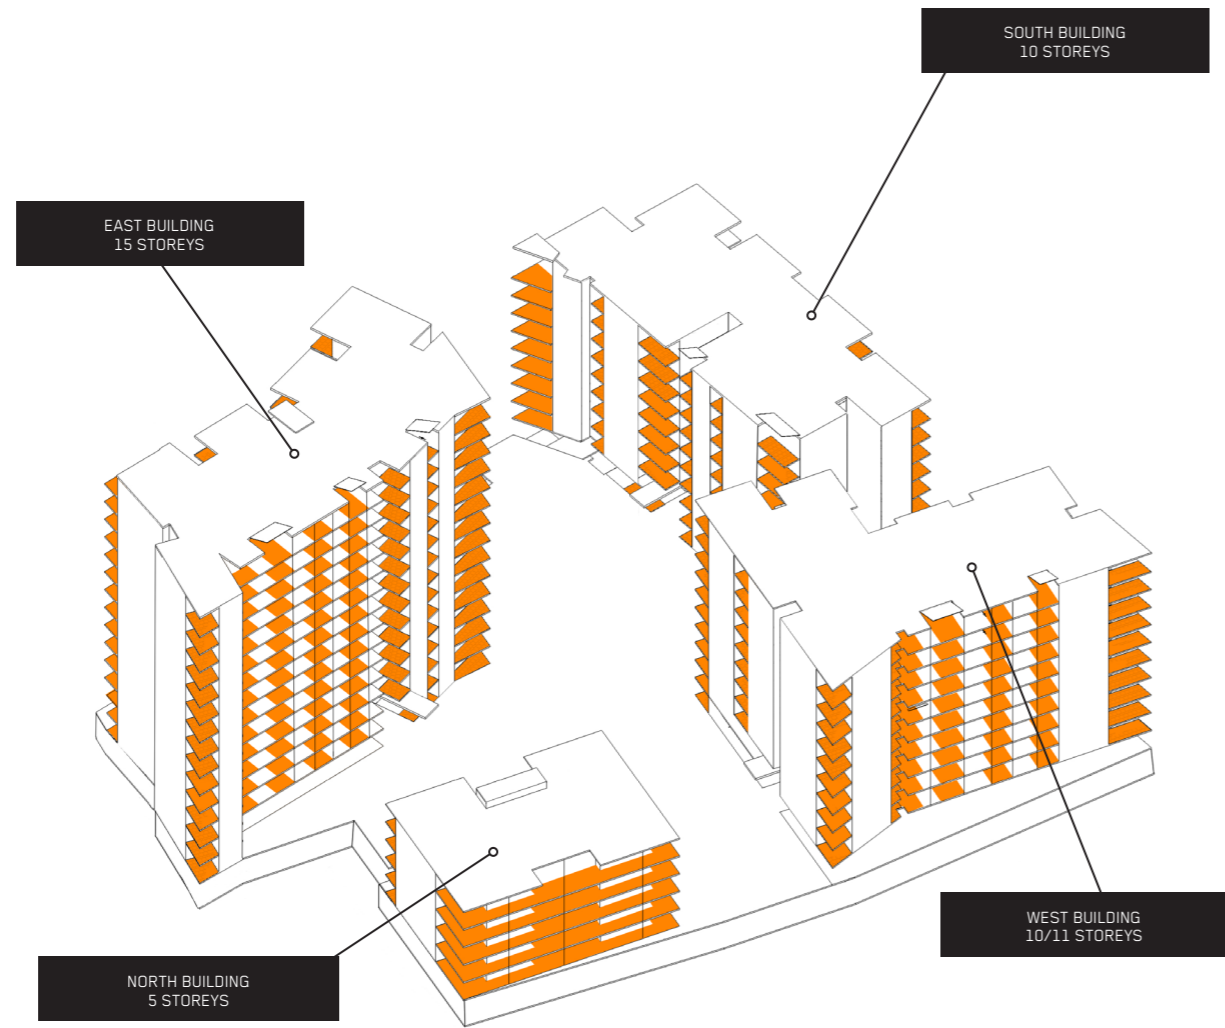 SOUTH BUILDING
10 STOREYS
EAST BUILDING
15 STOREYS
WEST BUILDING
10/11 STOREYS
NORTH BUILDING
5 STOREYS